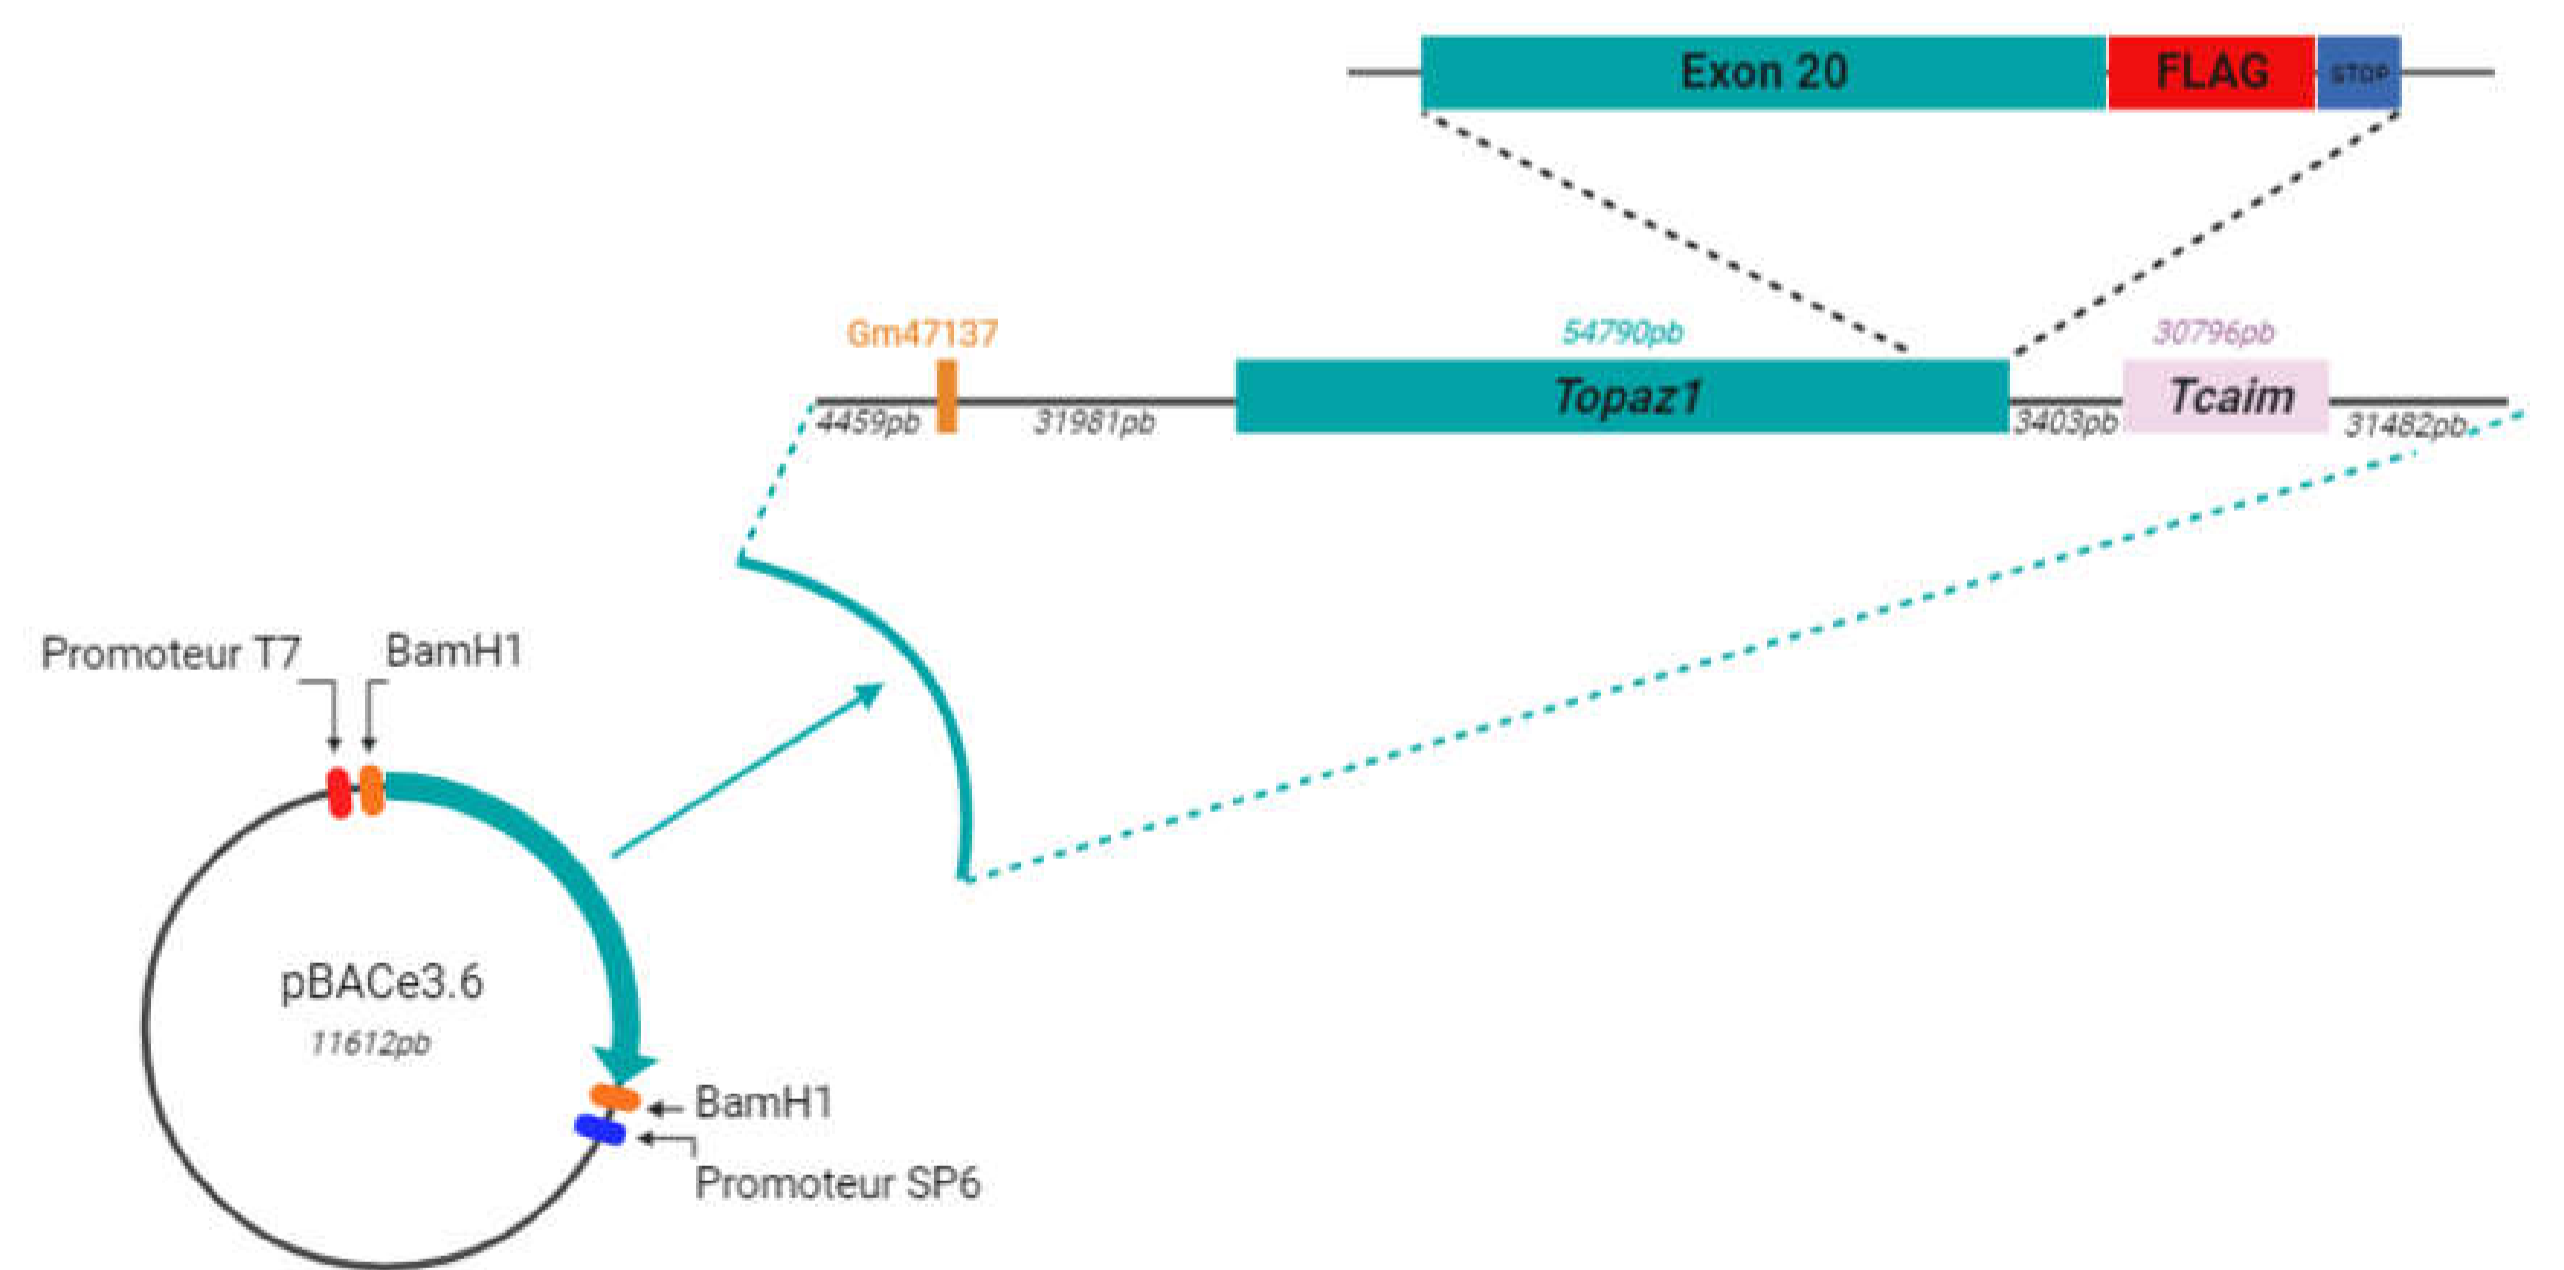 Exon 20 FLAG STOP
Gm47137 54790pb 30796pb
Topaz1 Tcaim
4459pb 31981pb 3403pb 31482pb
Promoteur T7 BamH1
pBACe3.6
11612pb
BamH1
Promoteur SP6